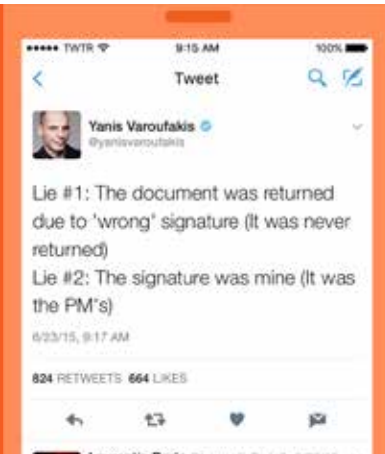 TWTR 9:15 AM 100%
Tweet
Yanis Varoufakis
@yanisvaroufakis
Lie #1: The document was returned
due to 'wrong' signature (It was never
returned)
Lie #2: The signature was mine (It was
the PM's)
6/23/15, 9:17 AM
824 RETWEETS 664 LIKES